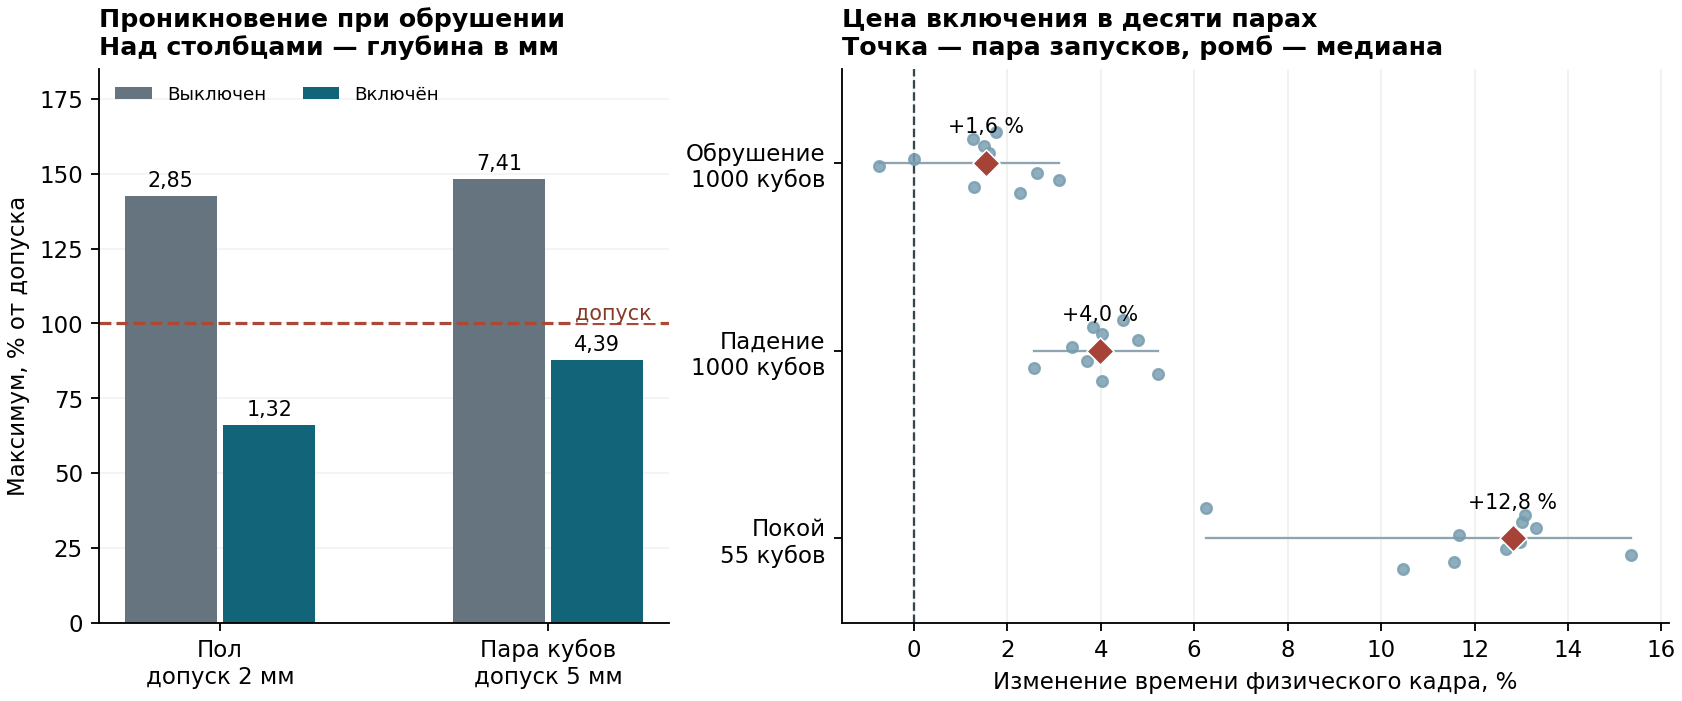 Проникновение при обрушении
Над столбцами — глубина в мм
Максимум, % от допуска
175
150
125
100
75
50
25
0
Выключен
Включён
2,85
1,32
7,41
4,39
допуск
Пол
допуск 2 мм
Пара кубов
допуск 5 мм
Цена включения в десяти парах
Точка — пара запусков, ромб — медиана
Обрушение
1000 кубов
+1,6 %
Падение
1000 кубов
+4,0 %
Покой
55 кубов
+12,8 %
0 2 4 6 8 10 12 14 16
Изменение времени физического кадра, %